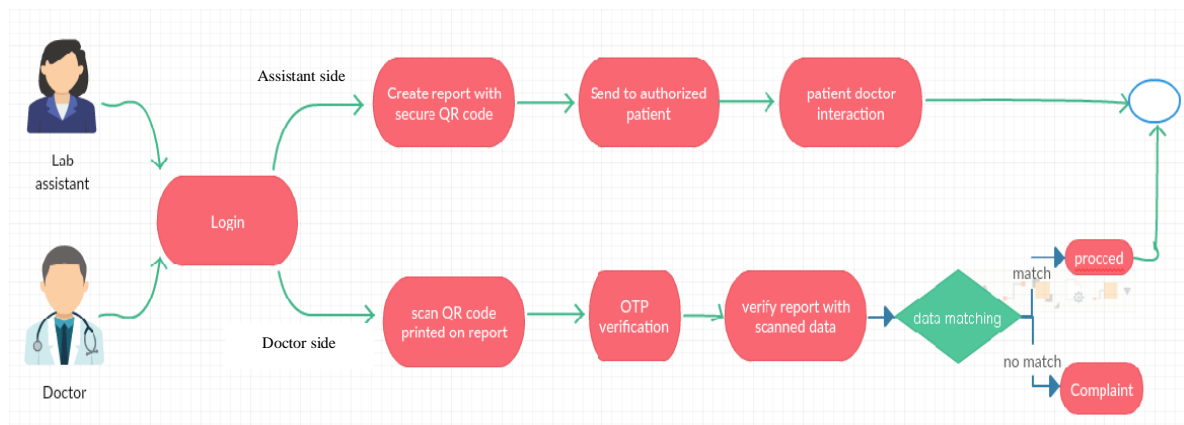 Assistant side
Create report with
secure QR code
Send to authorized
patient
patient doctor
interaction
Lab
assistant
Login
Doctor
Doctor side
scan QR code
printed on report
OTP
verification
verify report with
scanned data
data matching
match
procced
no match
Complaint